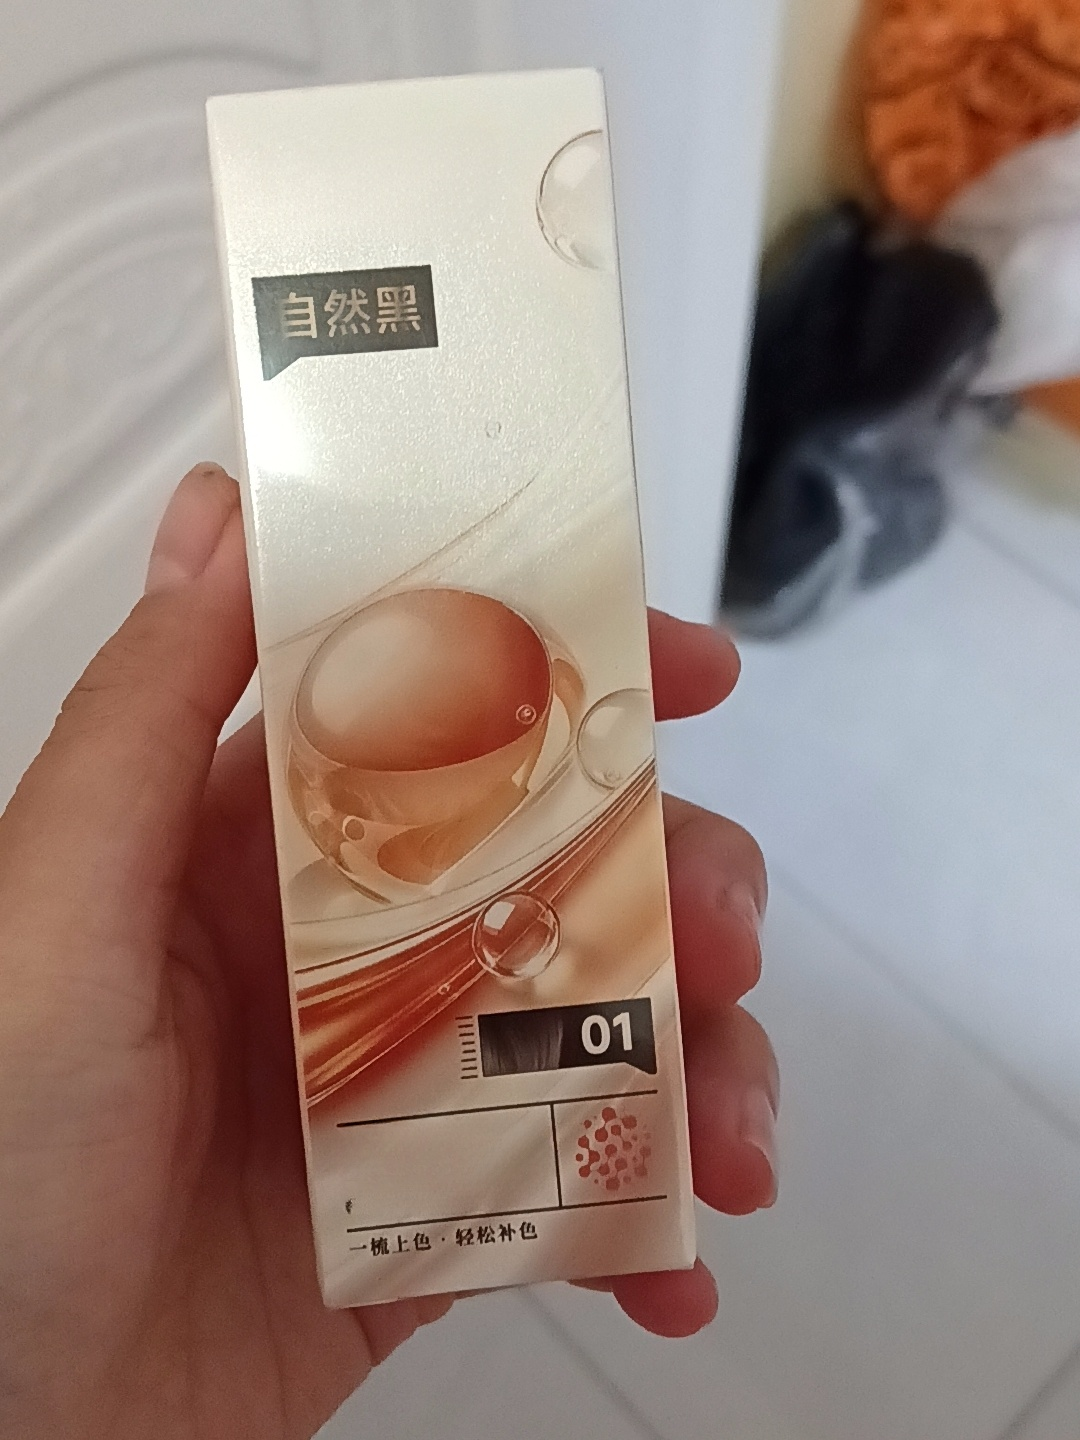 自然黑
01
一梳上色 · 轻松补色